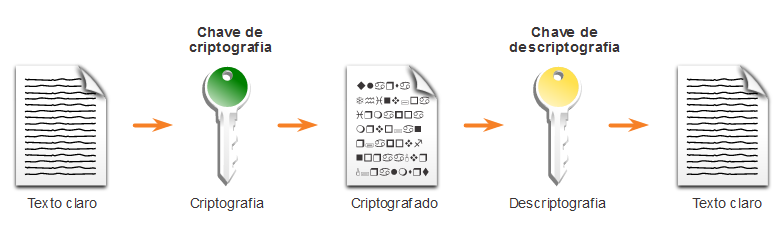 Chave de
criptografia
Chave de
descriptografia
Texto claro
Criptografia
Criptografado
Descriptografia
Texto claro